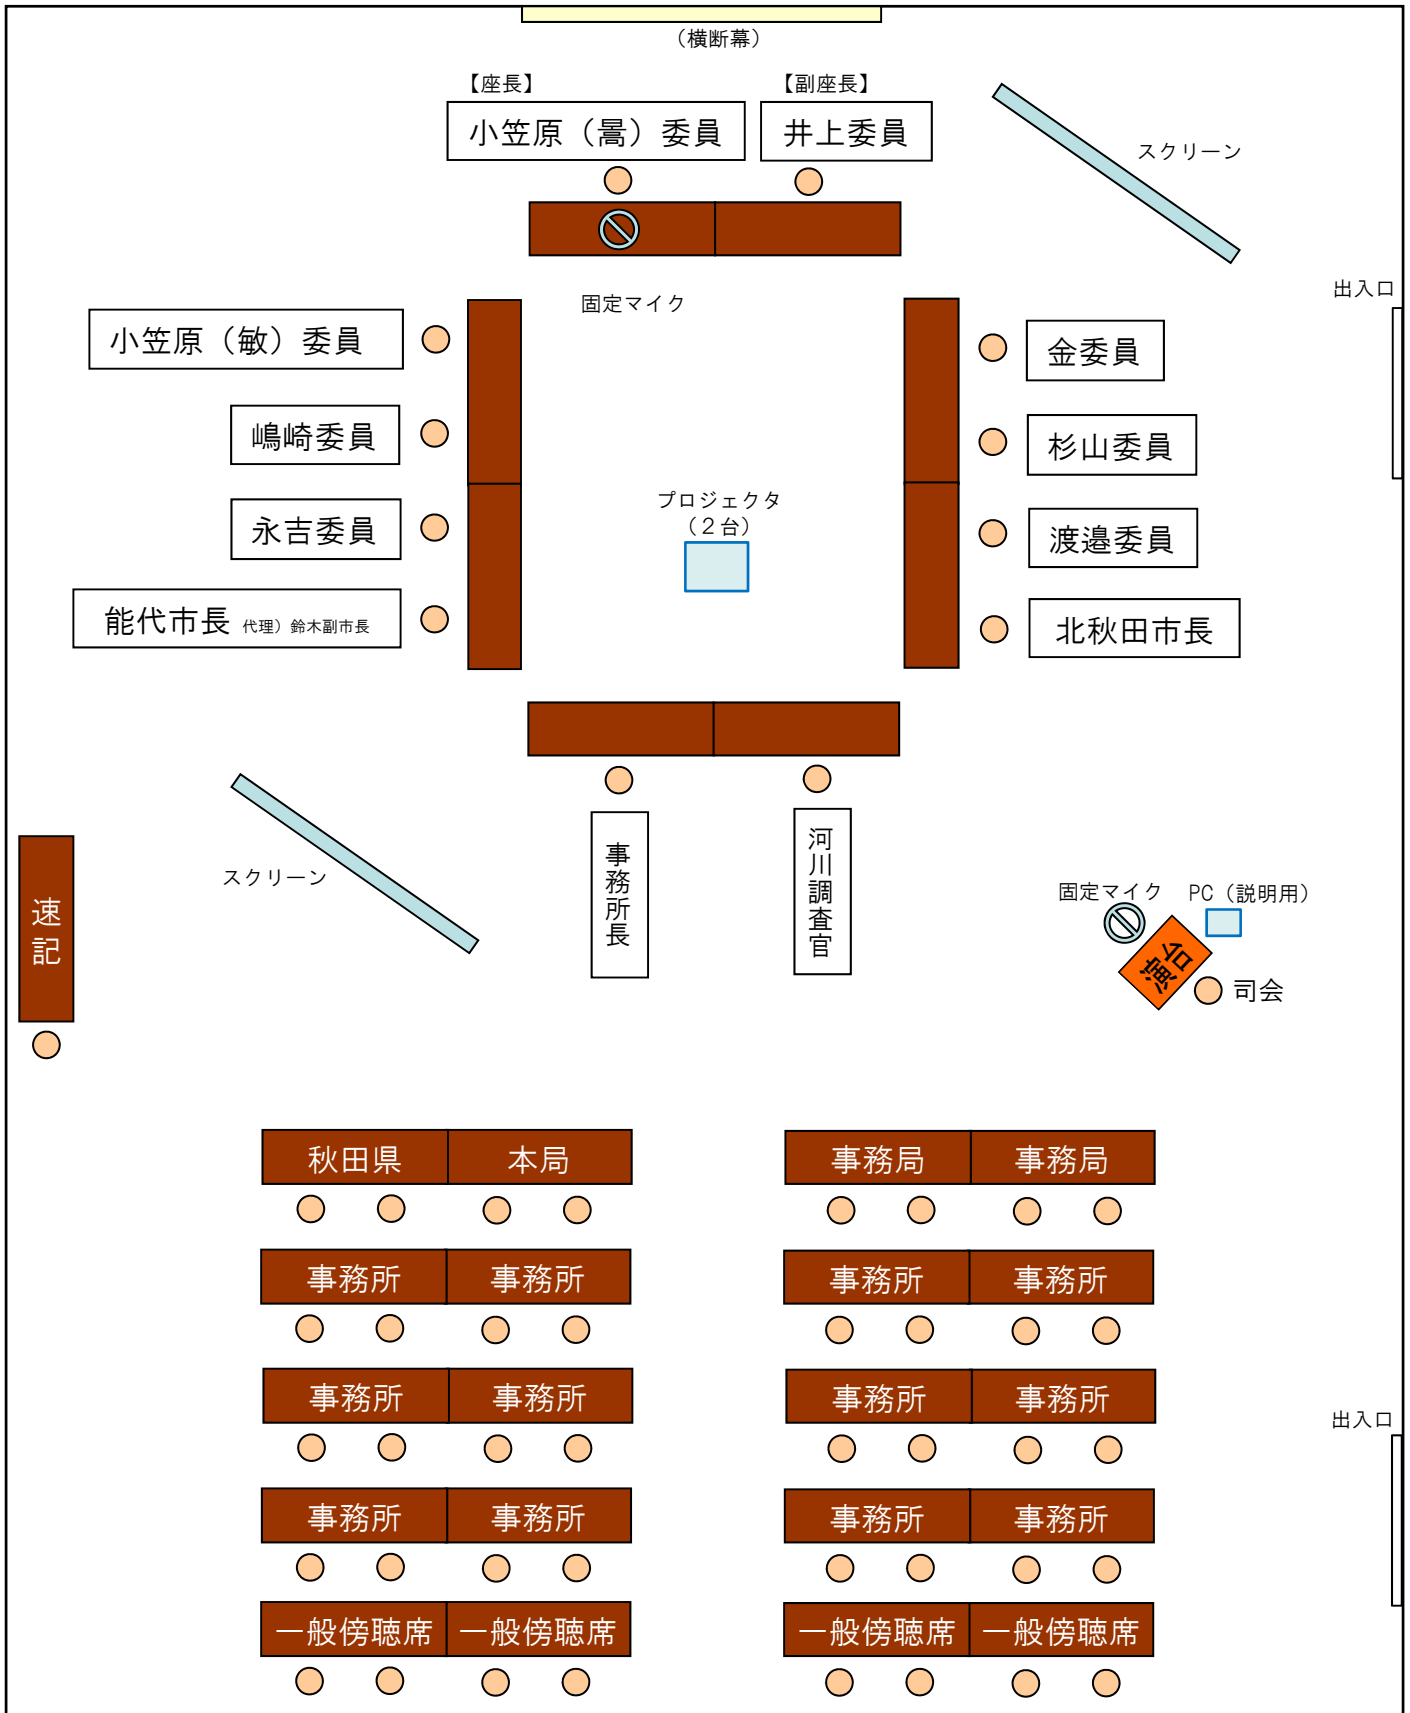 （横断幕）
【座長】
【副座長】
小笠原（暠）委員
井上委員
スクリーン
出入口
固定マイク
小笠原（敏）委員
金委員
嶋崎委員
杉山委員
プロジェクタ
（２台）
永吉委員
渡邉委員
能代市長 代理）鈴木副市長
北秋田市長
事務所長
河川調査官
スクリーン
速記
固定マイク
PC（説明用）
演台
司会
秋田県
本局
事務局
事務局
事務所
事務所
事務所
事務所
事務所
事務所
事務所
事務所
出入口
事務所
事務所
事務所
事務所
一般傍聴席
一般傍聴席
一般傍聴席
一般傍聴席